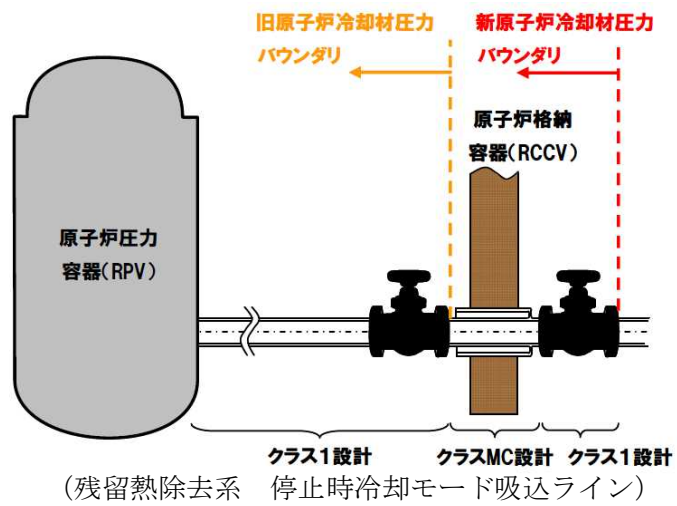 旧原子炉冷却材圧力
バウンダリ
新原子炉冷却材圧力
バウンダリ
原子炉格納
容器(RCCV)
原子炉圧力
容器(RPV)
クラス1設計
クラスMC設計
クラス1設計
(残留熱除去系　停止時冷却モード吸込ライン)